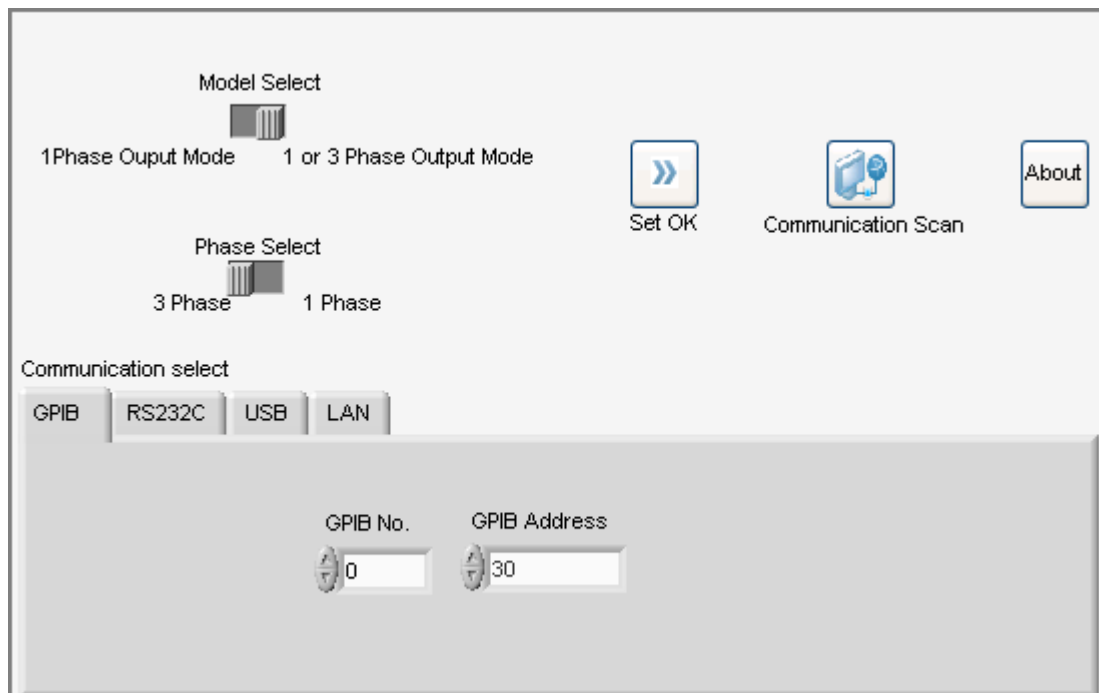 Model Select
1Phase Ouput Mode
1 or 3 Phase Output Mode
Set OK
Communication Scan
About
Phase Select
3 Phase
1 Phase
Communication select
GPIB
RS232C
USB
LAN
GPIB No.
GPIB Address
0
30